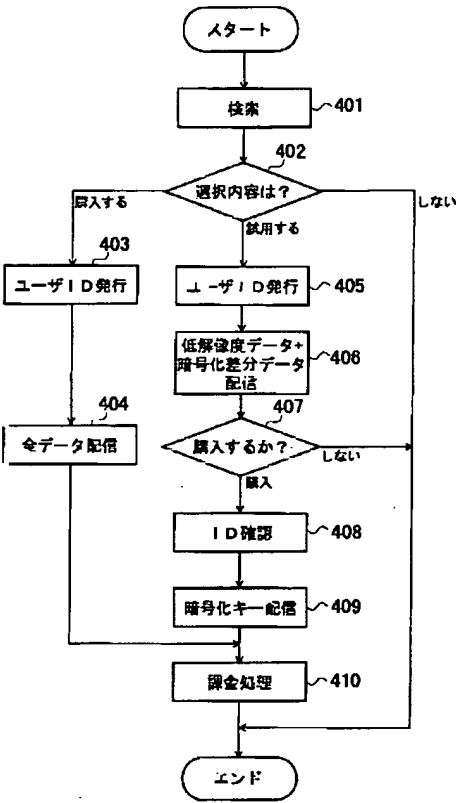 スタート
検索
401
402
選択内容は?
購入する
試用する
しない
403
ユーザID発行
ユーザID発行
405
低解像度データ+
暗号化差分データ
配信
406
404
全データ配信
407
購入するか?
しない
購入
ID確認
408
暗号化キー配信
409
課金処理
410
エンド